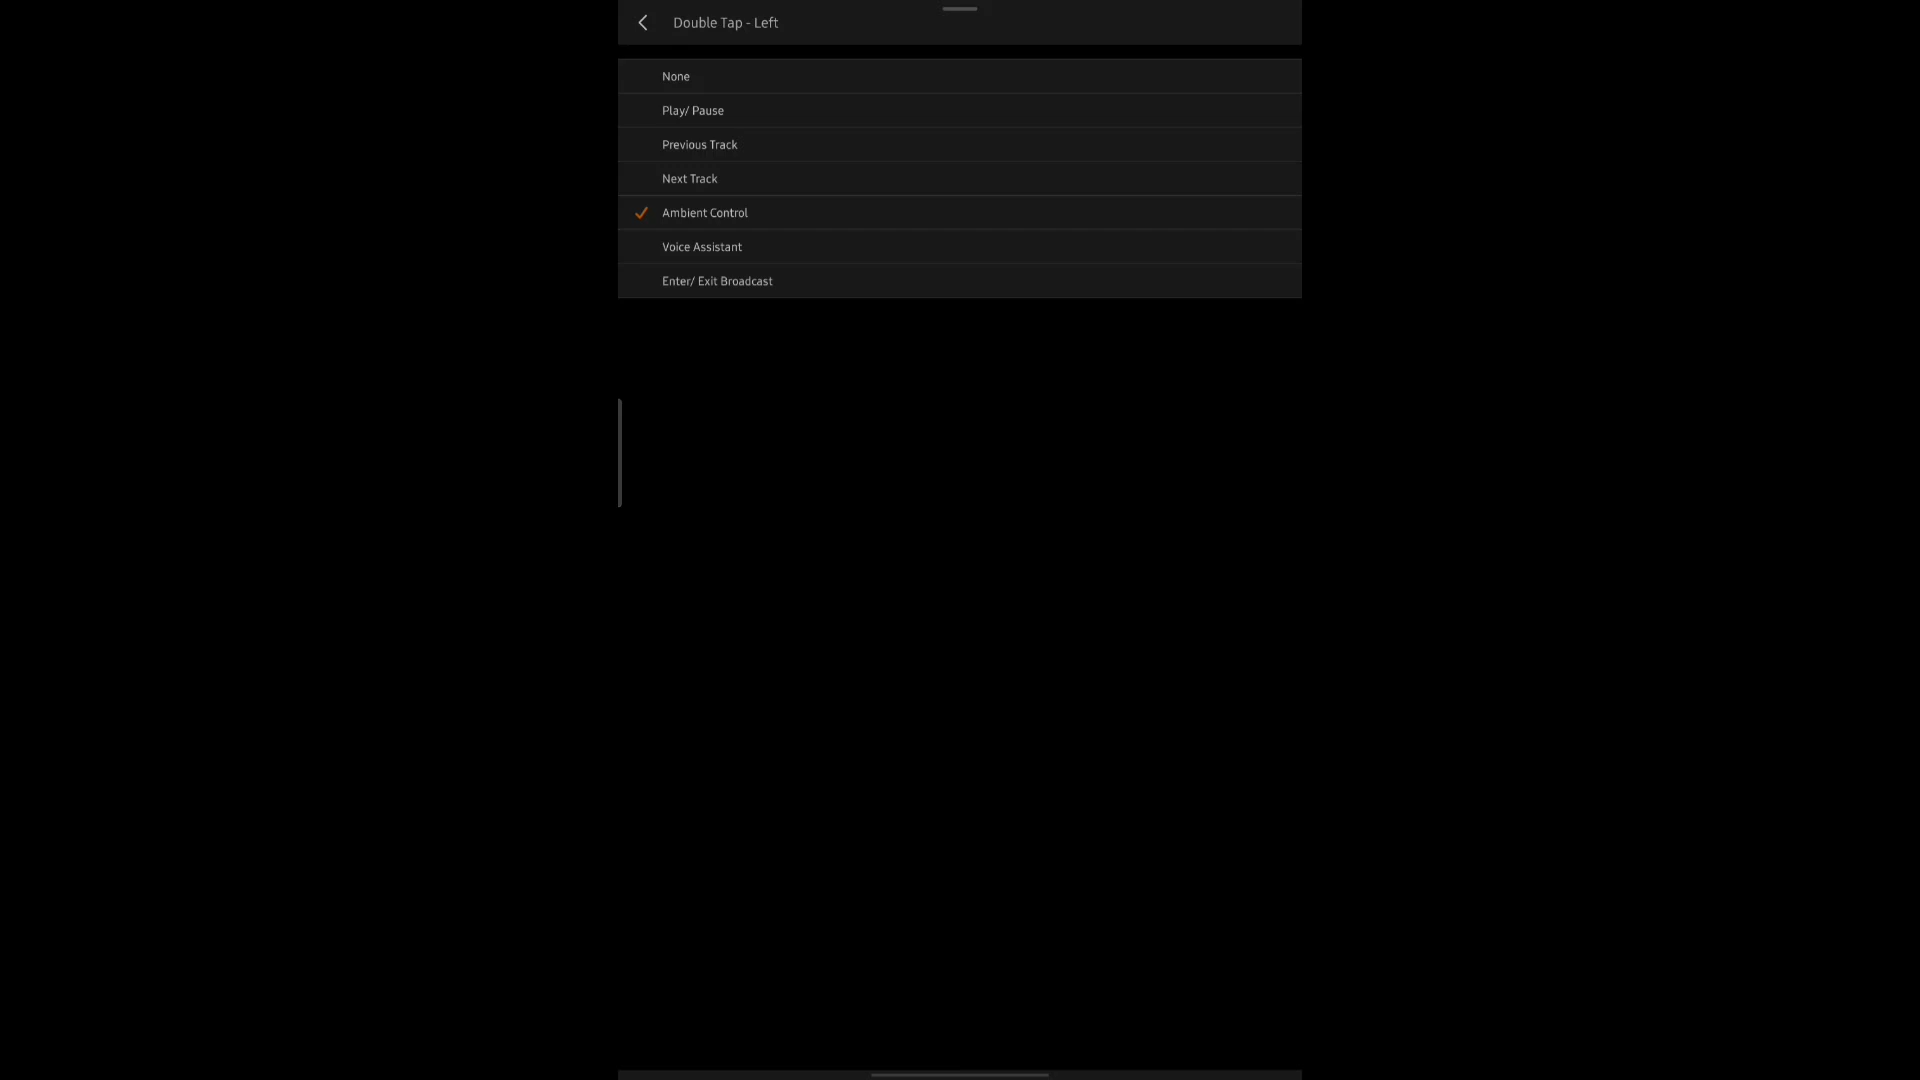 Double Tap - Left
None
Play/ Pause
Previous Track
Next Track
Ambient Control
Voice Assistant
Enter/ Exit Broadcast